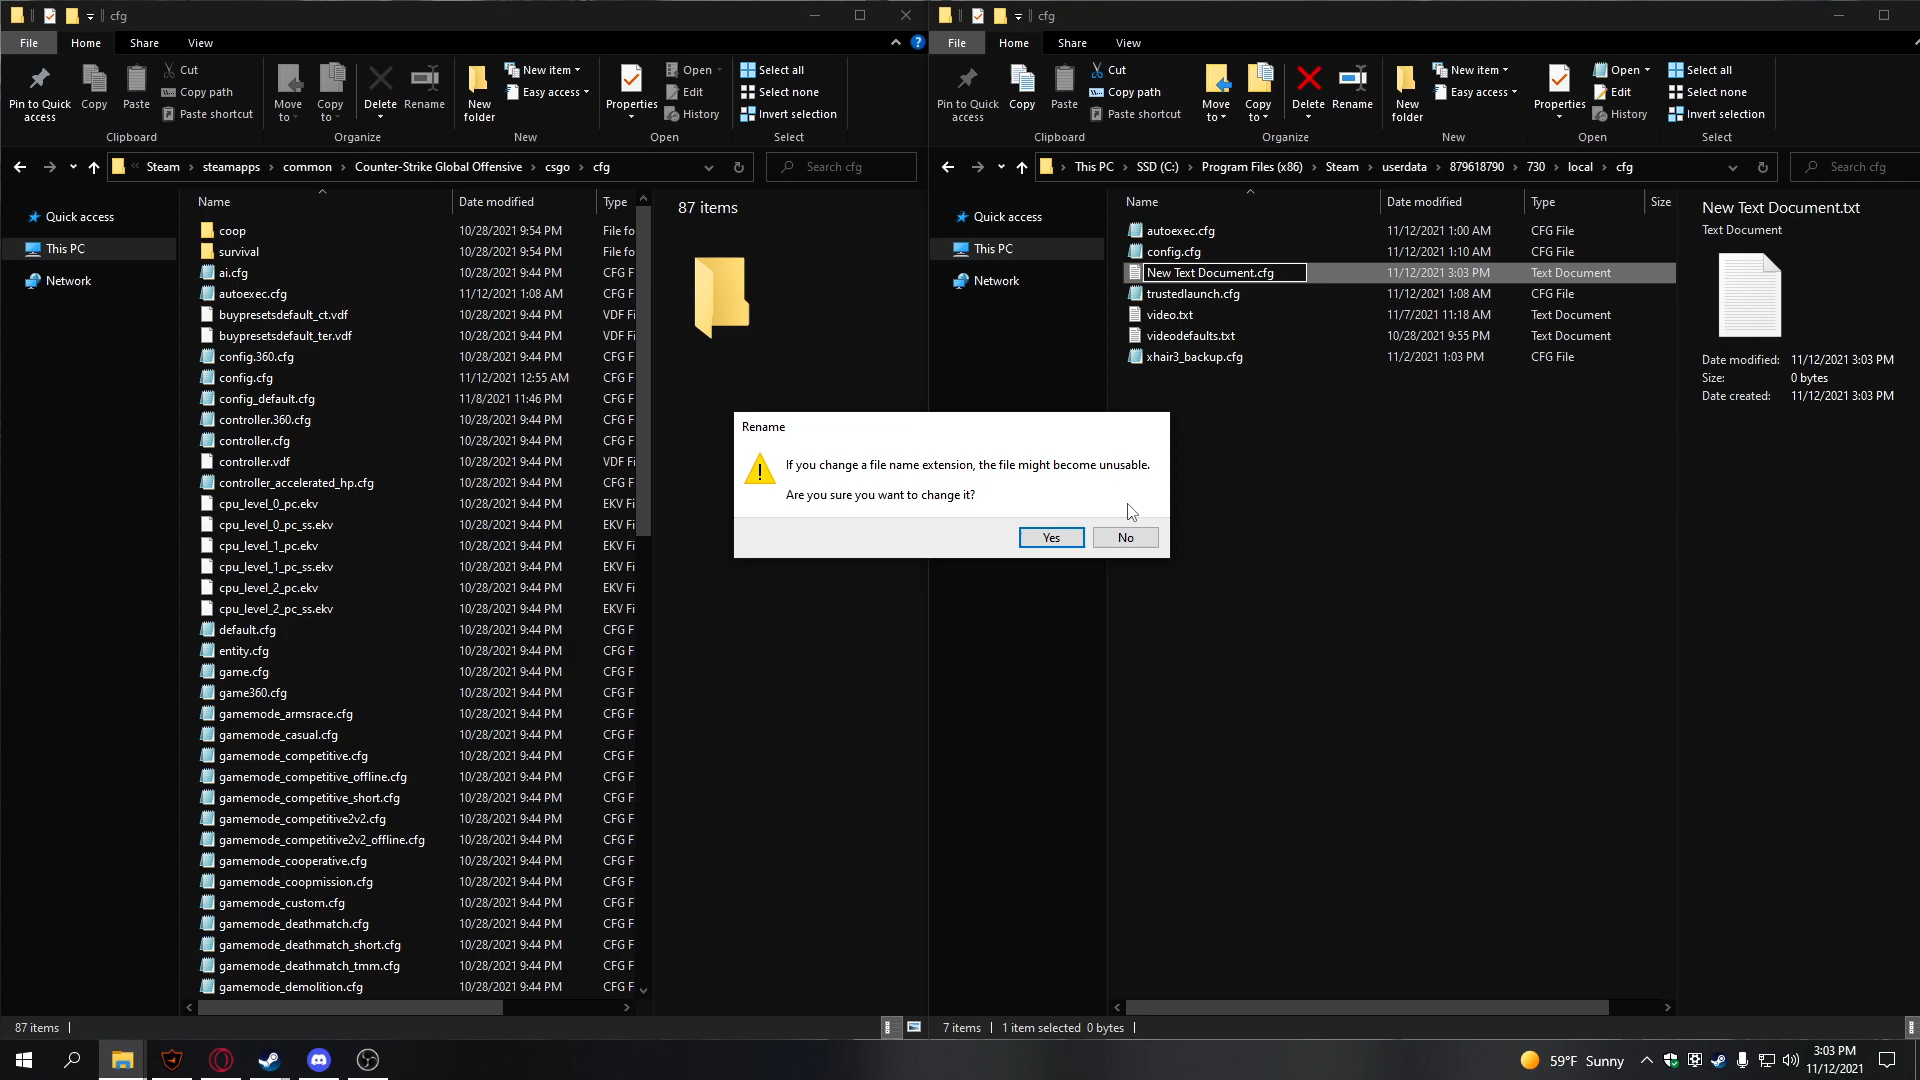 cfg
File Home Share View
Pin to Quick access
Copy
Paste
Cut
Copy path
Paste shortcut
Clipboard
Move to
Copy to
Delete
Rename
Organize
New folder
New item
Easy access
New
Properties
Open
Edit
History
Open
Select all
Select none
Invert selection
Select
Steam > steamapps > common > Counter-Strike Global Offensive > csgo > cfg
Search cfg
Quick access
This PC
Network
Name Date modified Type
coop 10/28/2021 9:54 PM File fo
survival 10/28/2021 9:54 PM File fo
ai.cfg 10/28/2021 9:44 PM CFG F
autoexec.cfg 11/12/2021 1:08 AM CFG F
buypresetsdefault_ct.vdf 10/28/2021 9:44 PM VDF Fi
buypresetsdefault_ter.vdf 10/28/2021 9:44 PM VDF Fi
config.360.cfg 10/28/2021 9:44 PM CFG F
config.cfg 11/12/2021 12:55 AM CFG F
config_default.cfg 11/8/2021 11:46 PM CFG F
controller.360.cfg 10/28/2021 9:44 PM CFG F
controller.cfg 10/28/2021 9:44 PM CFG F
controller.vdf 10/28/2021 9:44 PM VDF Fi
controller_accelerated_hp.cfg 10/28/2021 9:44 PM CFG F
cpu_level_0_pc.ekv 10/28/2021 9:44 PM EKV Fi
cpu_level_0_pc_ss.ekv 10/28/2021 9:44 PM EKV Fi
cpu_level_1_pc.ekv 10/28/2021 9:44 PM EKV Fi
cpu_level_1_pc_ss.ekv 10/28/2021 9:44 PM EKV Fi
cpu_level_2_pc.ekv 10/28/2021 9:44 PM EKV Fi
cpu_level_2_pc_ss.ekv 10/28/2021 9:44 PM EKV Fi
default.cfg 10/28/2021 9:44 PM CFG F
entity.cfg 10/28/2021 9:44 PM CFG F
game.cfg 10/28/2021 9:44 PM CFG F
game360.cfg 10/28/2021 9:44 PM CFG F
gamemode_armsrace.cfg 10/28/2021 9:44 PM CFG F
gamemode_casual.cfg 10/28/2021 9:44 PM CFG F
gamemode_competitive.cfg 10/28/2021 9:44 PM CFG F
gamemode_competitive_offline.cfg 10/28/2021 9:44 PM CFG F
gamemode_competitive_short.cfg 10/28/2021 9:44 PM CFG F
gamemode_competitive2v2.cfg 10/28/2021 9:44 PM CFG F
gamemode_competitive2v2_offline.cfg 10/28/2021 9:44 PM CFG F
gamemode_cooperative.cfg 10/28/2021 9:44 PM CFG F
gamemode_coopmission.cfg 10/28/2021 9:44 PM CFG F
gamemode_custom.cfg 10/28/2021 9:44 PM CFG F
gamemode_deathmatch.cfg 10/28/2021 9:44 PM CFG F
gamemode_deathmatch_short.cfg 10/28/2021 9:44 PM CFG F
gamemode_deathmatch_tmm.cfg 10/28/2021 9:44 PM CFG F
gamemode_demolition.cfg 10/28/2021 9:44 PM CFG F
87 items
87 items
cfg
File Home Share View
Pin to Quick access
Copy
Paste
Cut
Copy path
Paste shortcut
Clipboard
Move to
Copy to
Delete
Rename
Organize
New folder
New item
Easy access
New
Properties
Open
Edit
History
Open
Select all
Select none
Invert selection
Select
This PC > SSD (C:) > Program Files (x86) > Steam > userdata > 879618790 > 730 > local > cfg
Search cfg
Quick access
This PC
Network
Name Date modified Type Size
autoexec.cfg 11/12/2021 1:00 AM CFG File
config.cfg 11/12/2021 1:10 AM CFG File
New Text Document.cfg 11/12/2021 3:03 PM Text Document
trustedlaunch.cfg 11/12/2021 1:08 AM CFG File
video.txt 11/7/2021 11:18 AM Text Document
videodefaults.txt 10/28/2021 9:55 PM Text Document
xhair3_backup.cfg 11/2/2021 1:03 PM CFG File
New Text Document.txt
Text Document
Date modified: 11/12/2021 3:03 PM
Size: 0 bytes
Date created: 11/12/2021 3:03 PM
7 items 1 item selected 0 bytes
Rename
If you change a file name extension, the file might become unusable.
Are you sure you want to change it?
Yes No
59°F Sunny
3:03 PM
11/12/2021